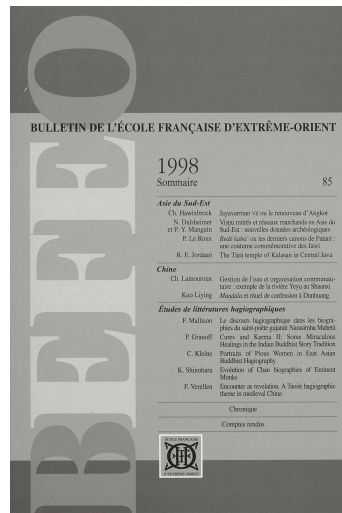 BEFEO
BULLETIN DE L'ÉCOLE FRANÇAISE D'EXTRÊME-ORIENT
1998
Sommaire 85
Asie du Sud-Est
Ch. Hawixbrock Jayavarman VII ou le renouveau d'Angkor
N. Dalsheimer Visnu mitrés et réseaux marchands en Asie du
et P.-Y. Manguin Sud-Est : nouvelles données archéologiques
P. Le Roux Bedé kaba' ou les derniers canons de Patani :
une coutume commémorative des Jawi
R. E. Jordaan The Tārā temple of Kalasan in Central Java
Chine
Ch. Lamouroux Gestion de l'eau et organisation communau-
taire : exemple de la rivière Yeyu au Shaanxi
Kuo Liying Mandala et rituel de confession à Dunhuang
Études de littératures hagiographiques
F. Mallison Le discours hagiographique dans les biogra-
phies du saint-poète gujarati Narasimha Mahetā
P. Granoff Cures and Karma II: Some Miraculous
Healings in the Indian Buddhist Story Tradition
C. Kleine Portraits of Pious Women in East Asian
Buddhist Hagiography
K. Shinohara Evolution of Chan biographies of Eminent
Monks
F. Verellen Encounter as revelation. A Taoist hagiographic
theme in medieval China
Chronique
Comptes rendus
ÉCOLE FRANÇAISE
D'EXTRÊME-ORIENT